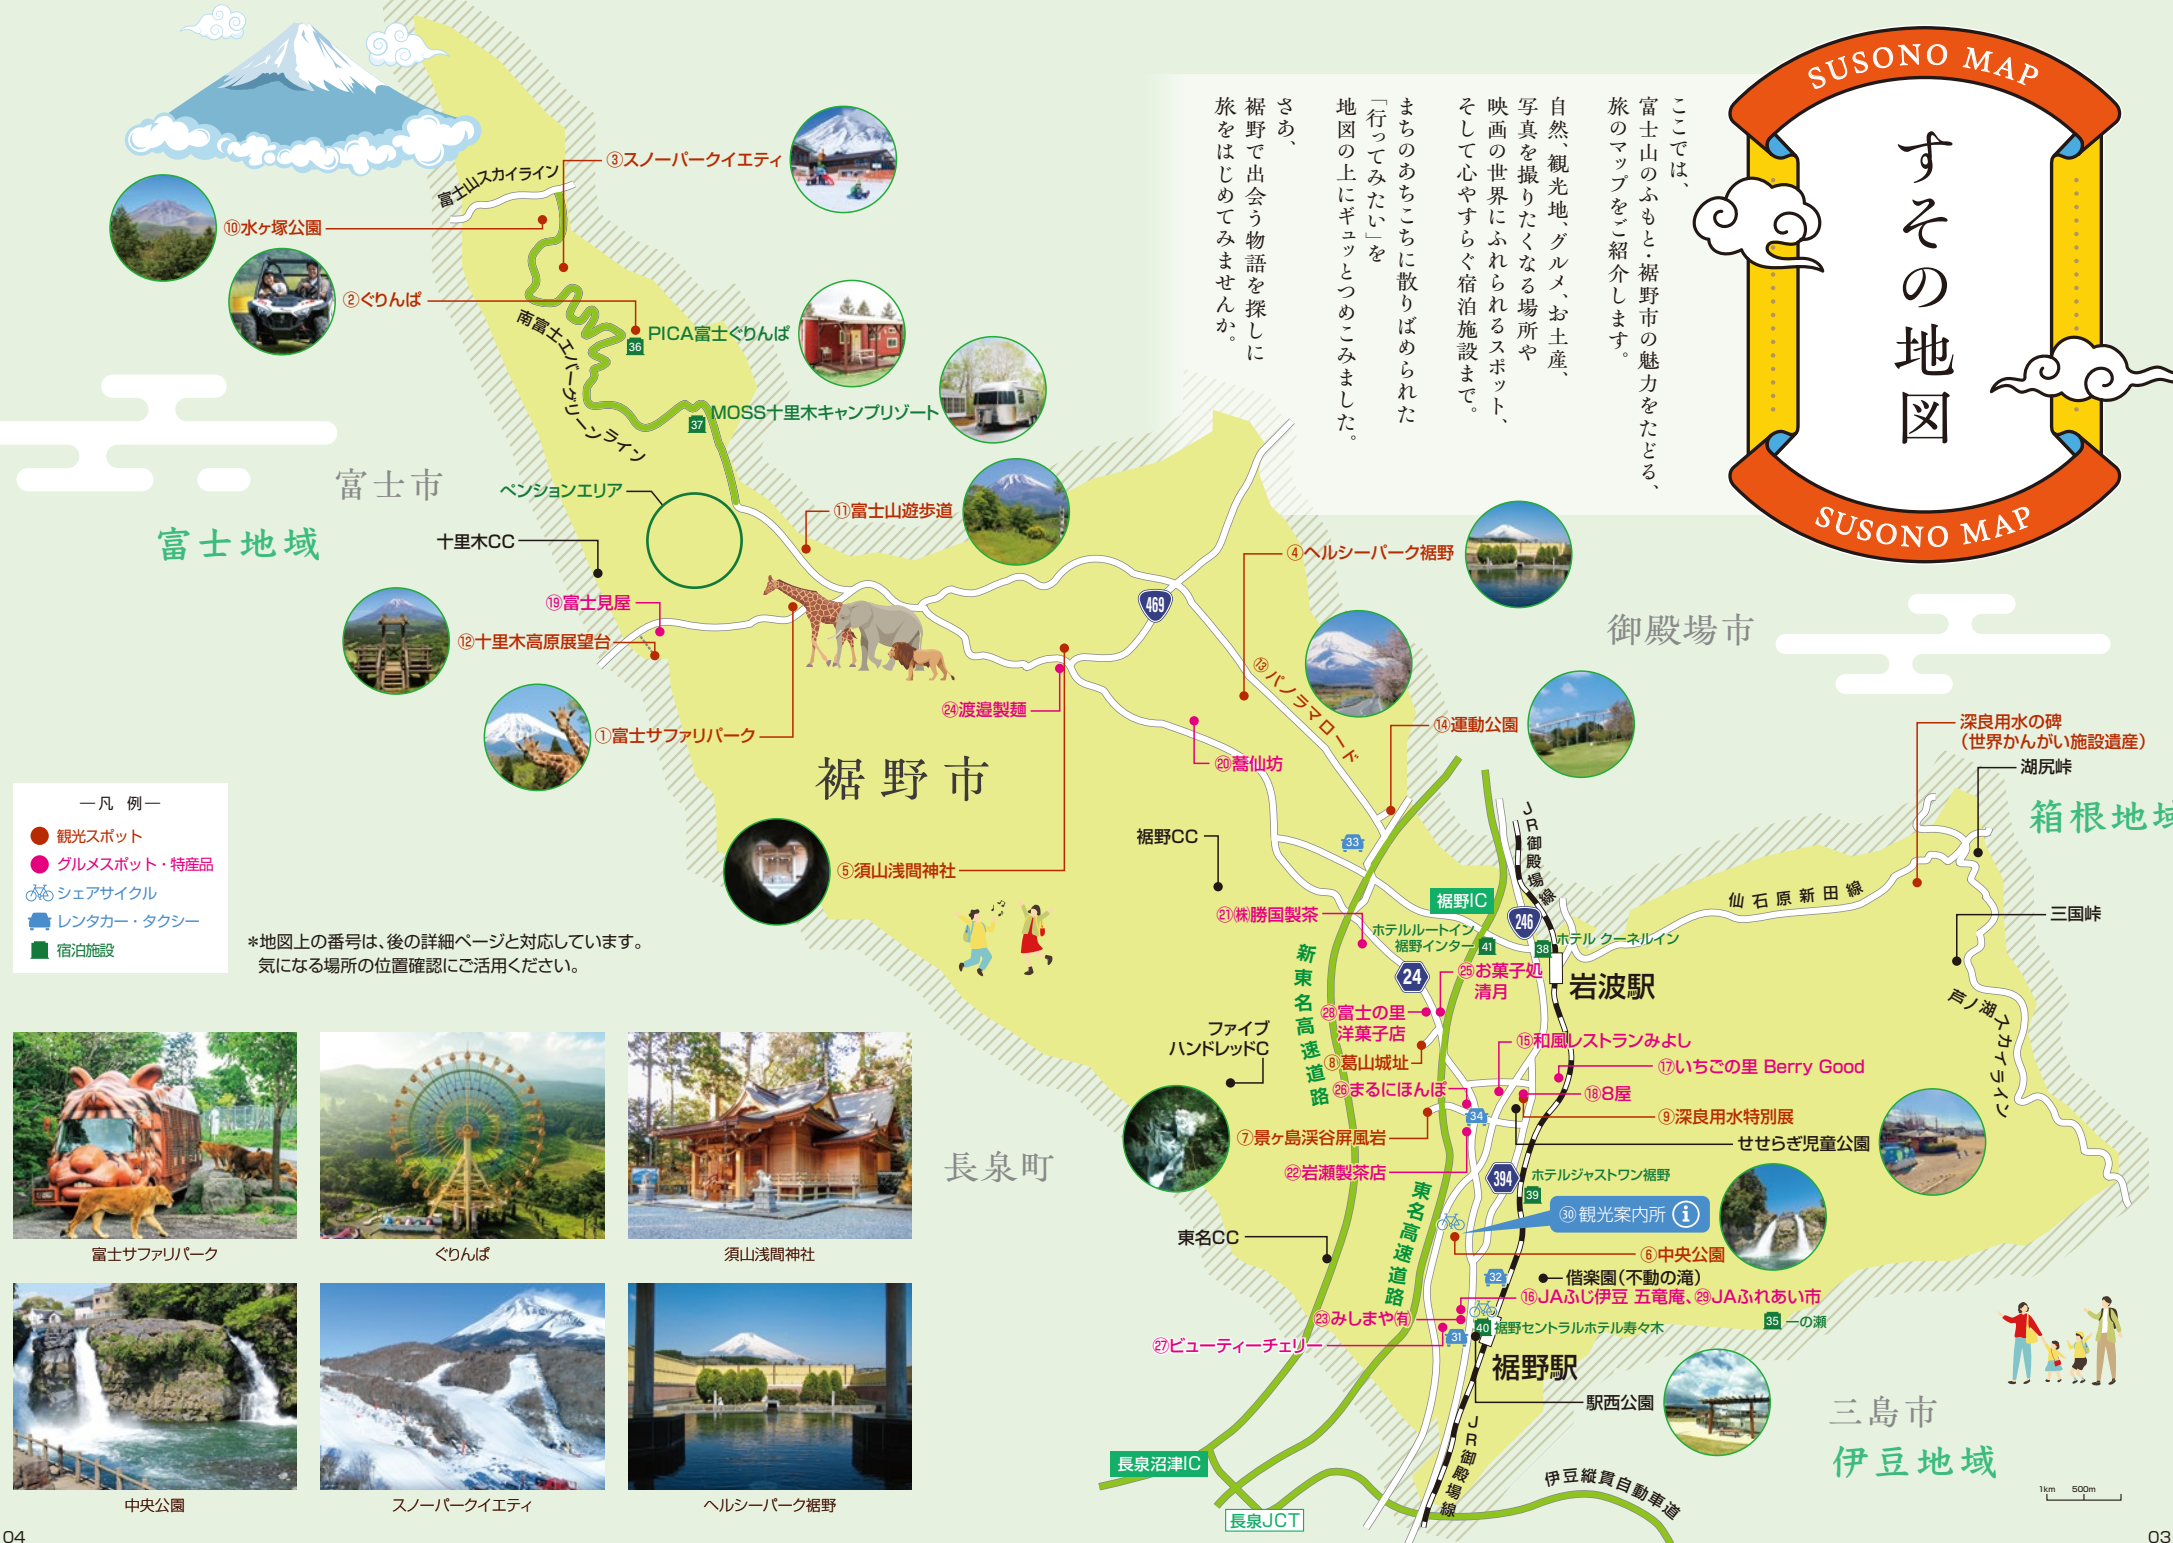 SUSONO MAP
すその地図
SUSONO MAP
ここでは、
富士山のふもと・裾野市の魅力をたどる、
旅のマップをご紹介します。
自然、観光地、グルメ、お土産、
写真を撮りたくなる場所や
映画の世界にふれられるスポット、
そして心やすらぐ宿泊施設まで。
まちのあちこちに散りばめられた
「行ってみたい」を
地図の上にギュッとつめこみました。
さあ、
裾野で出会う物語を探しに
旅をはじめてみませんか。
富士山スカイライン
③スノーパークイエティ
⑩水ヶ塚公園
②ぐりんぱ
36
PICA富士ぐりんぱ
南富士エバーグリーンライン
37
MOSS十里木キャンプリゾート
富士市
富士地域
ペンションエリア
十里木CC
⑪富士山遊歩道
⑲富士見屋
⑫十里木高原展望台
①富士サファリパーク
469
④ヘルシーパーク裾野
⑬パノラマロード
御殿場市
㉔渡邉製麺
⑳蕎仙坊
⑭運動公園
裾野市
⑤須山浅間神社
裾野CC
33
深良用水の碑
(世界かんがい施設遺産)
湖尻峠
箱根地域
JR御殿場線
仙石原新田線
三国峠
芦ノ湖スカイライン
裾野IC
246
㉑㈱勝国製茶
ホテルルートイン
裾野インター
41
38
ホテル クーネルイン
岩波駅
新東名高速道路
24
㉕お菓子処
清月
㉘富士の里
洋菓子店
⑧葛山城址
ファイブ
ハンドレッドC
㉖まるにほんぽ
⑮和風レストランみよし
⑰いちごの里 Berry Good
⑱8屋
⑨深良用水特別展
せせらぎ児童公園
34
⑦景ヶ島渓谷屏風岩
㉒岩瀬製茶店
394
ホテルジャストワン裾野
39
㉚観光案内所
長泉町
東名CC
東名高速道路
⑥中央公園
偕楽園(不動の滝)
32
⑯JAふじ伊豆 五竜庵、㉙JAふれあい市
㉓みしまや㈲
40
裾野セントラルホテル寿々木
35
一の瀬
31
㉗ビューティーチェリー
裾野駅
駅西公園
三島市
伊豆地域
JR御殿場線
長泉沼津IC
長泉JCT
伊豆縦貫自動車道
1km 500m
―凡 例―
観光スポット
グルメスポット・特産品
シェアサイクル
レンタカー・タクシー
宿泊施設
*地図上の番号は、後の詳細ページと対応しています。
気になる場所の位置確認にご活用ください。
富士サファリパーク
ぐりんぱ
須山浅間神社
中央公園
スノーパークイエティ
ヘルシーパーク裾野
04
03